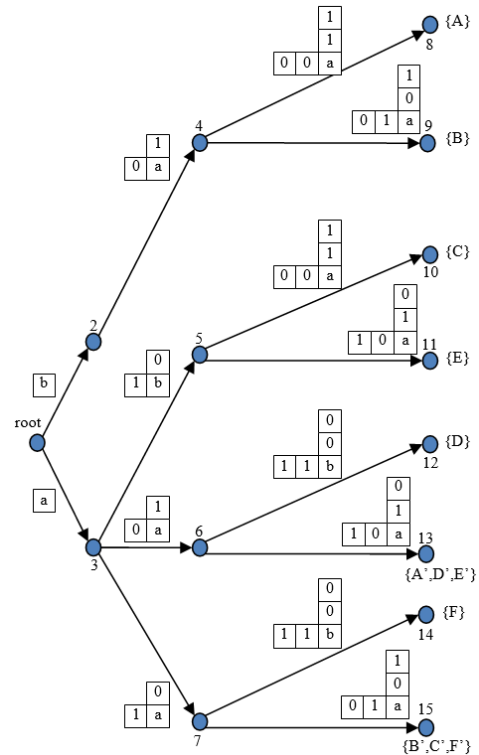 1
{A}
1
8
0 0 a
1
0
4
0 1 a
9
{B}
1
0 a
1
{C}
1
10
0 0 a
0
2
1
5
1 0 a
11
{E}
0
b
1 b
root
0
{D}
0
12
1 1 b
a
0
1
1
6
1 0 a
13
0 a
3
{A’,D’,E’}
0
{F}
0
14
1 1 b
1
0
0
1 a
0 1 a
15
7
{B’,C’,F’}